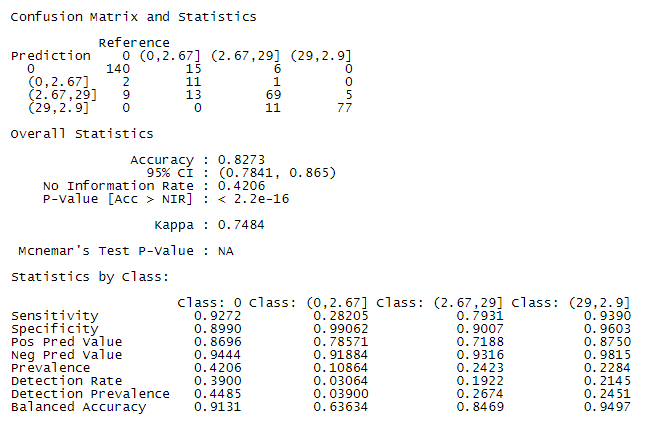 Confusion Matrix and Statistics
Reference
Prediction 0 (0,2.67] (2.67,29] (29,2.9]
0 140 15 6 0
(0,2.67] 2 11 1 0
(2.67,29] 9 13 69 5
(29,2.9] 0 0 11 77
Overall Statistics
Accuracy : 0.8273
95% CI : (0.7841, 0.865)
No Information Rate : 0.4206
P-Value [Acc > NIR] : < 2.2e-16
Kappa : 0.7484
Mcnemar's Test P-Value : NA
Statistics by Class:
Class: 0 Class: (0,2.67] Class: (2.67,29] Class: (29,2.9]
Sensitivity 0.9272 0.28205 0.7931 0.9390
Specificity 0.8990 0.99062 0.9007 0.9603
Pos Pred Value 0.8696 0.78571 0.7188 0.8750
Neg Pred Value 0.9444 0.91884 0.9316 0.9815
Prevalence 0.4206 0.10864 0.2423 0.2284
Detection Rate 0.3900 0.03064 0.1922 0.2145
Detection Prevalence 0.4485 0.03900 0.2674 0.2451
Balanced Accuracy 0.9131 0.63634 0.8469 0.9497